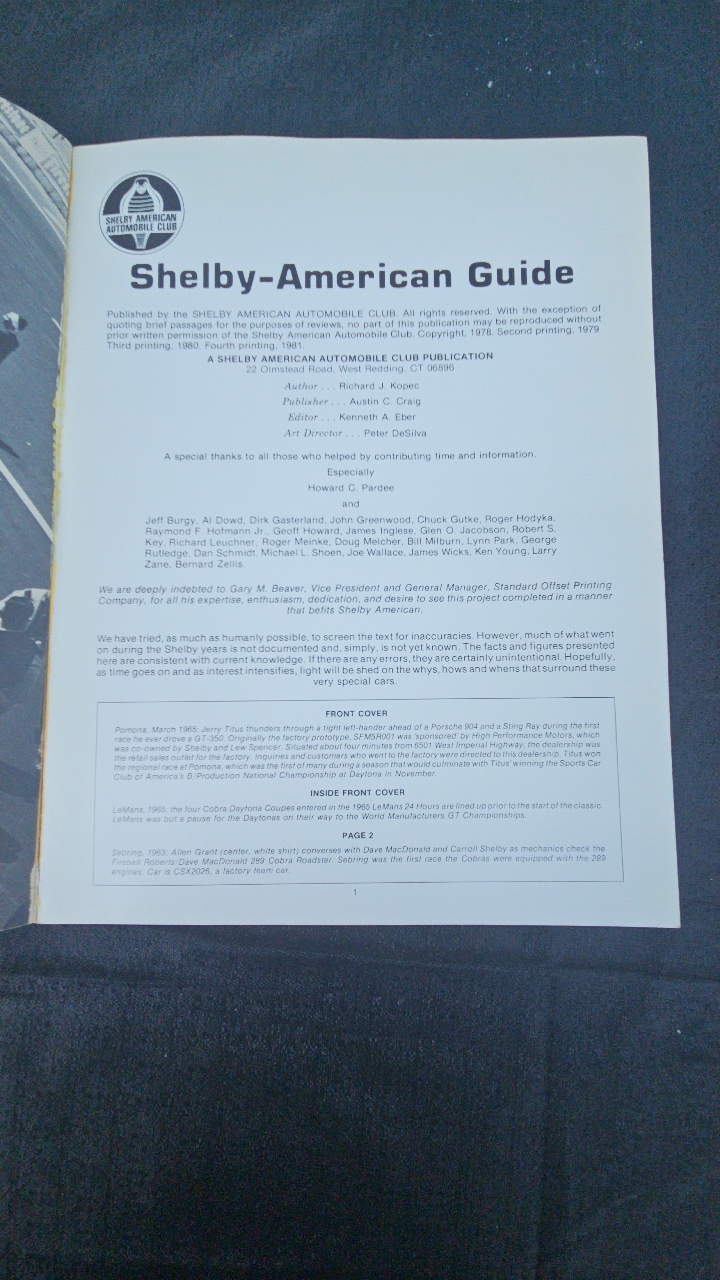 SHELBY AMERICAN
AUTOMOBILE CLUB
Shelby-American Guide
Published by the SHELBY AMERICAN AUTOMOBILE CLUB. All rights reserved. With the exception of
quoting brief passages for the purposes of reviews, no part of this publication may be reproduced without
prior written permission of the Shelby American Automobile Club. Copyright, 1978. Second printing, 1979
Third printing, 1980. Fourth printing, 1981.
A SHELBY AMERICAN AUTOMOBILE CLUB PUBLICATION
22 Olmstead Road, West Redding, CT 06896
Author . . . Richard J. Kopec
Publisher . . . Austin C. Craig
Editor . . . Kenneth A. Eber
Art Director . . . Peter DeSilva
A special thanks to all those who helped by contributing time and information.
Especially
Howard C. Pardee
and
Jeff Burgy, Al Dowd, Dirk Gasterland, John Greenwood, Chuck Gutke, Roger Hodyka,
Raymond F. Hofmann Jr., Geoff Howard, James Inglese, Glen O. Jacobson, Robert S.
Key, Richard Leuchner, Roger Meinke, Doug Melcher, Bill Milburn, Lynn Park, George
Rutledge, Dan Schmidt, Michael L. Shoen, Joe Wallace, James Wicks, Ken Young, Larry
Zane, Bernard Zellis.
We are deeply indebted to Gary M. Beaver, Vice President and General Manager, Standard Offset Printing
Company, for all his expertise, enthusiasm, dedication, and desire to see this project completed in a manner
that befits Shelby American.
We have tried, as much as humanly possible, to screen the text for inaccuracies. However, much of what went
on during the Shelby years is not documented and, simply, is not yet known. The facts and figures presented
here are consistent with current knowledge. If there are any errors, they are certainly unintentional. Hopefully,
as time goes on and as interest intensifies, light will be shed on the whys, hows and whens that surround these
very special cars.
FRONT COVER
Pomona, March 1965: Jerry Titus thunders through a tight left-hander ahead of a Porsche 904 and a Sting Ray during the first
race he ever drove a GT-350. Originally the factory prototype, SFM5R001 was 'sponsored' by High Performance Motors, which
was co-owned by Shelby and Lew Spencer. Situated about four minutes from 6501 West Imperial Highway, the dealership was
the retail sales outlet for the factory. Inquiries and customers who went to the factory were directed to this dealership. Titus won
the regional race at Pomona, which was the first of many during a season that would culminate with Titus' winning the Sports Car
Club of America's B/Production National Championship at Daytona in November.
INSIDE FRONT COVER
LeMans, 1965: the four Cobra Daytona Coupes entered in the 1965 LeMans 24 Hours are lined up prior to the start of the classic.
LeMans was but a pause for the Daytonas on their way to the World Manufacturers GT Championships.
PAGE 2
Sebring, 1963: Allen Grant (center, white shirt) converses with Dave MacDonald and Carroll Shelby as mechanics check the
Fireball Roberts/Dave MacDonald 289 Cobra Roadster. Sebring was the first race the Cobras were equipped with the 289
engines. Car is CSX2026, a factory team car.
1